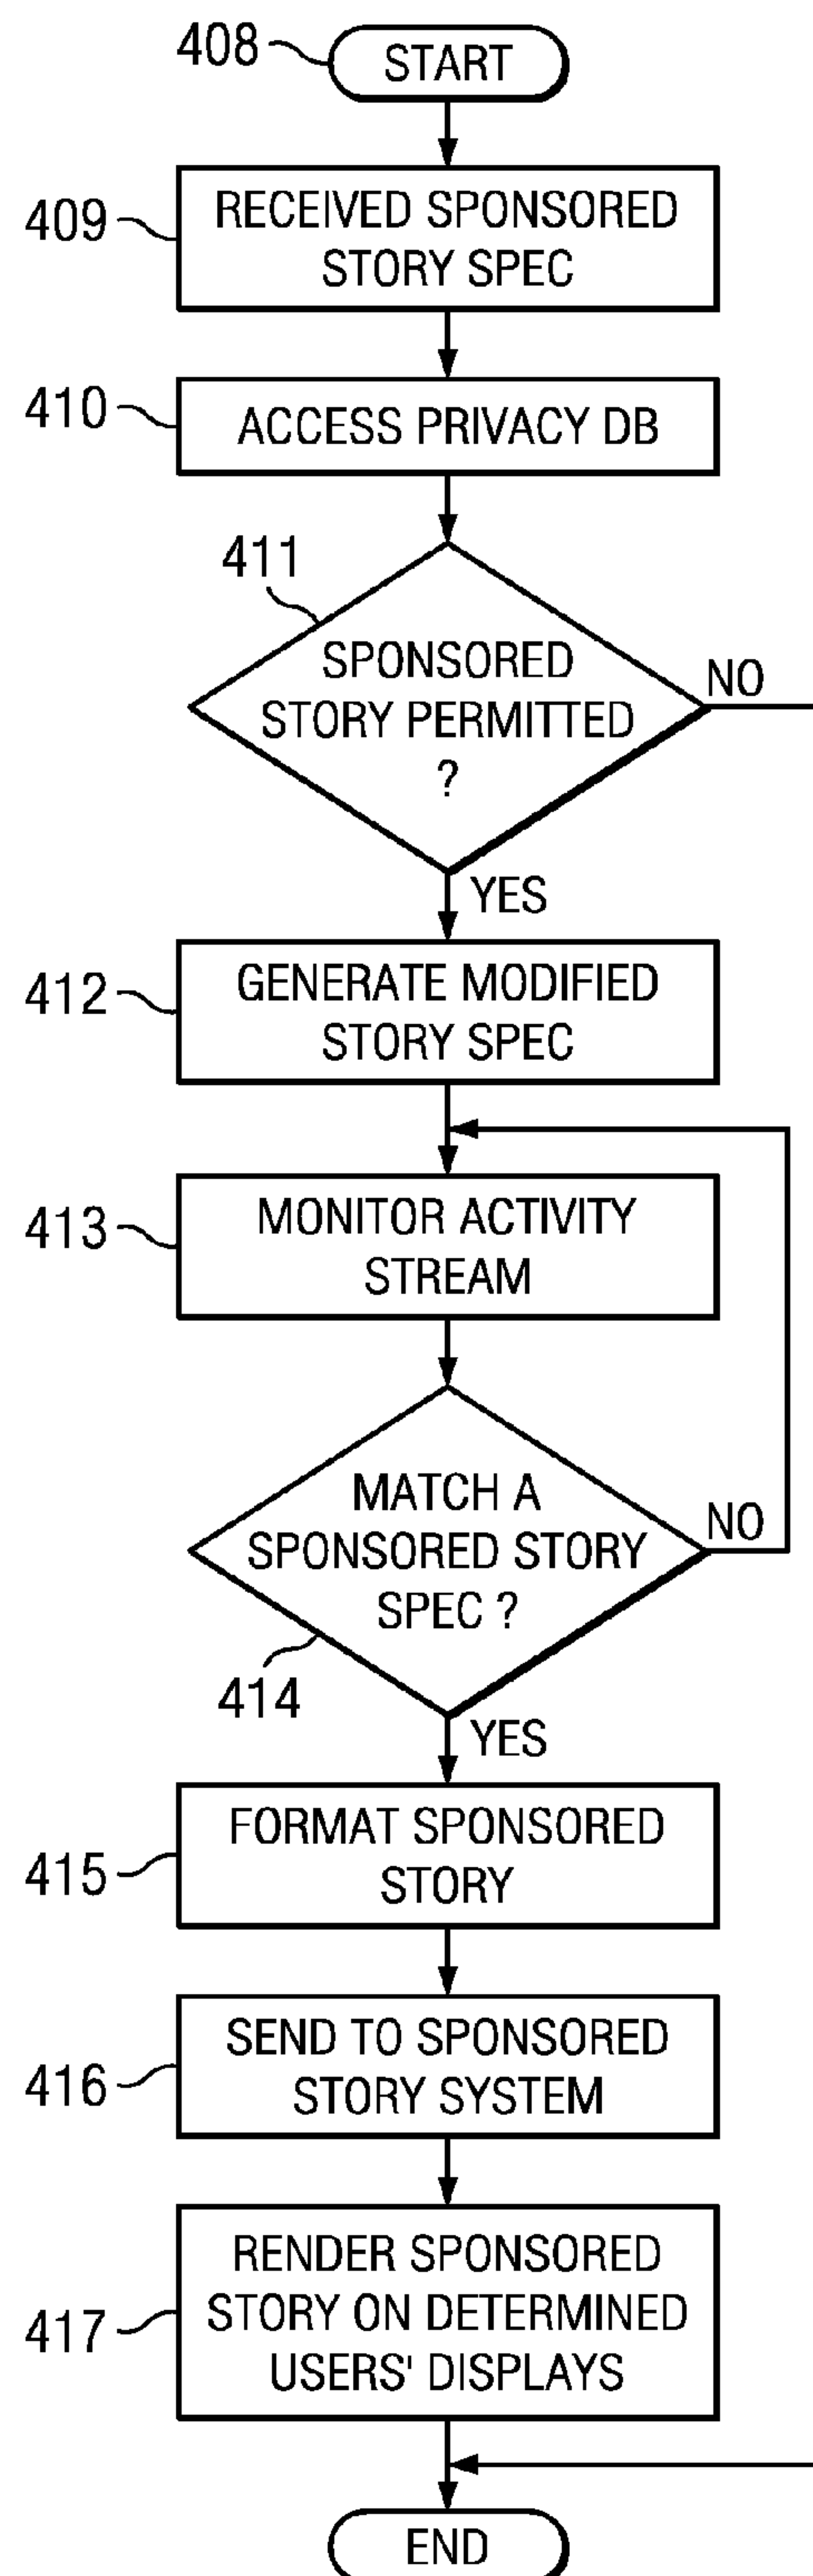 408
START
409
RECEIVED SPONSORED
STORY SPEC
410
ACCESS PRIVACY DB
411
SPONSORED
STORY PERMITTED
?
NO
YES
412
GENERATE MODIFIED
STORY SPEC
413
MONITOR ACTIVITY
STREAM
MATCH A
SPONSORED STORY
SPEC ?
NO
414
YES
415
FORMAT SPONSORED
STORY
416
SEND TO SPONSORED
STORY SYSTEM
417
RENDER SPONSORED
STORY ON DETERMINED
USERS' DISPLAYS
END